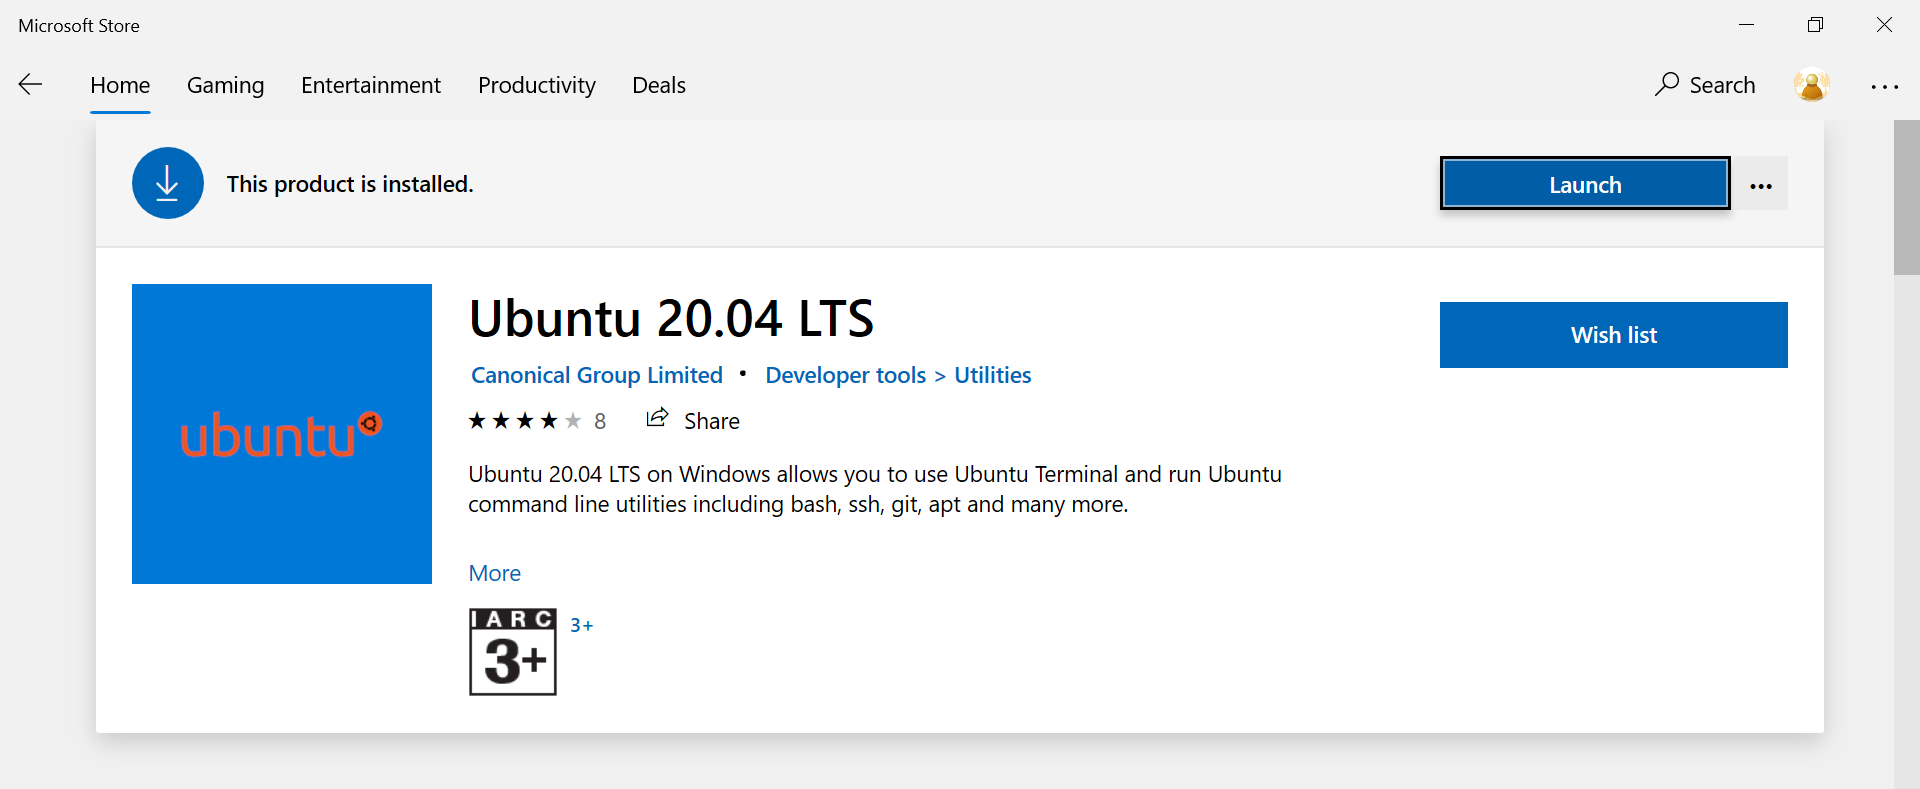 Microsoft Store
Home Gaming Entertainment Productivity Deals Search
This product is installed. Launch
ubuntu
Ubuntu 20.04 LTS
Wish list
Canonical Group Limited • Developer tools > Utilities
8 Share
Ubuntu 20.04 LTS on Windows allows you to use Ubuntu Terminal and run Ubuntu
command line utilities including bash, ssh, git, apt and many more.
More
IARC
3+
3+